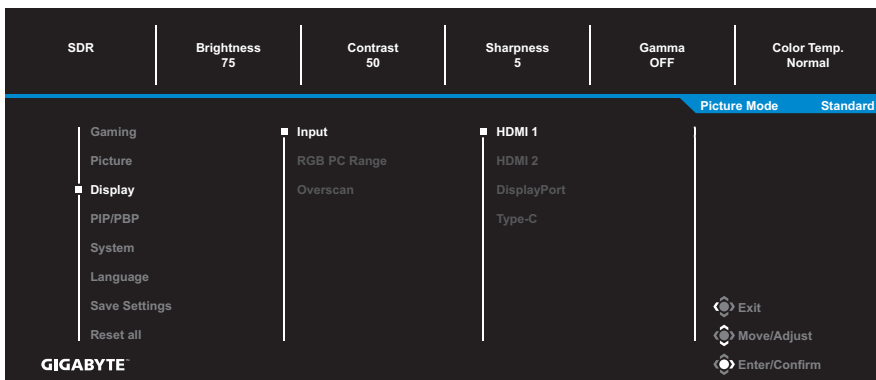 SDR Brightness Contrast Sharpness Gamma Color Temp.
75 50 5 OFF Normal
Picture Mode Standard
Gaming Input HDMI 1
Picture RGB PC Range HDMI 2
Display Overscan DisplayPort
PIP/PBP Type-C
System
Language
Save Settings Exit
Reset all Move/Adjust
GIGABYTE™ Enter/Confirm